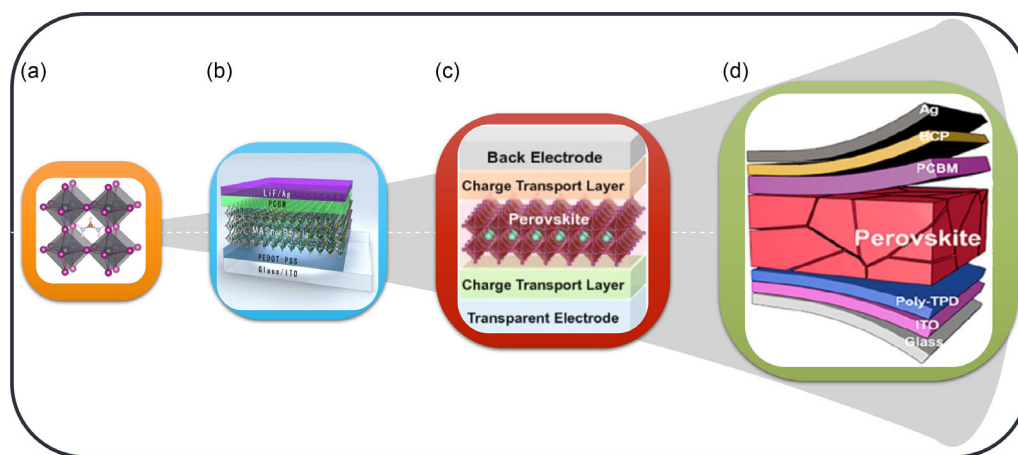 (a)
(b)
(c)
(d)
LiF/Ag
PCBM
PEDOT:PSS
Glass/ITO
Back Electrode
Charge Transport Layer
Perovskite
Charge Transport Layer
Transparent Electrode
Ag
BCP
PCBM
Perovskite
Poly-TPD
ITO
Glass